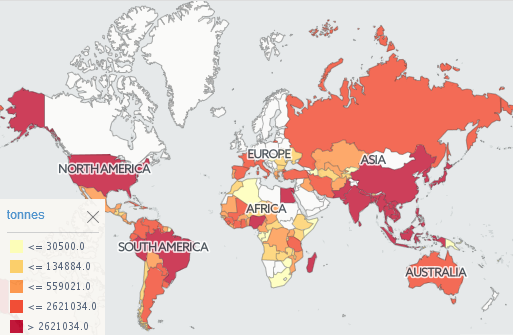 EUROPE
ASIA
NORTH AMERICA
AFRICA
SOUTH AMERICA
AUSTRALIA
tonnes
<= 30500.0
<= 134884.0
<= 559021.0
<= 2621034.0
> 2621034.0